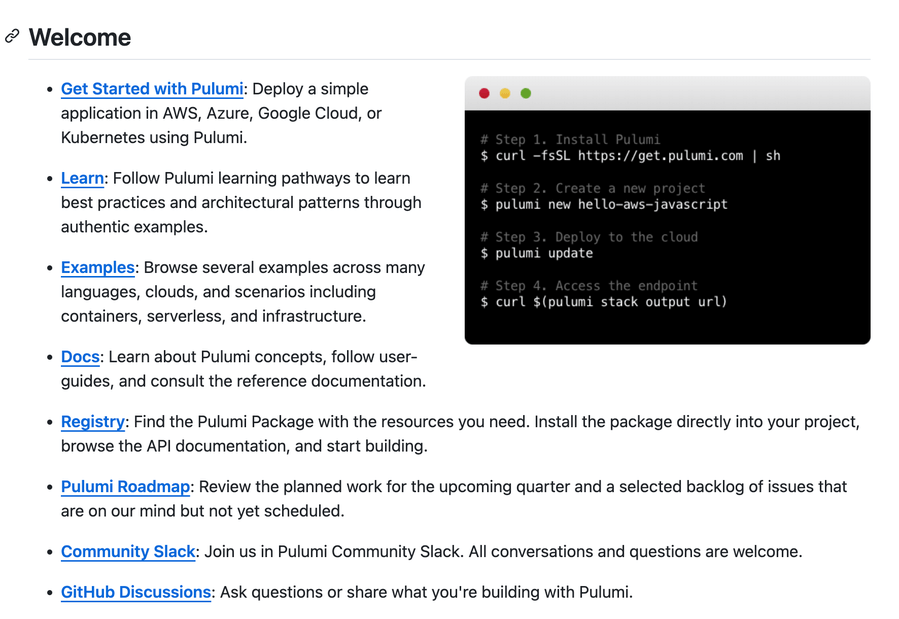 Welcome
• Get Started with Pulumi: Deploy a simple
application in AWS, Azure, Google Cloud, or
Kubernetes using Pulumi.
• Learn: Follow Pulumi learning pathways to learn
best practices and architectural patterns through
authentic examples.
• Examples: Browse several examples across many
languages, clouds, and scenarios including
containers, serverless, and infrastructure.
• Docs: Learn about Pulumi concepts, follow user-
guides, and consult the reference documentation.
# Step 1. Install Pulumi
$ curl -fsSL https://get.pulumi.com | sh
# Step 2. Create a new project
$ pulumi new hello-aws-javascript
# Step 3. Deploy to the cloud
$ pulumi update
# Step 4. Access the endpoint
$ curl $(pulumi stack output url)
• Registry: Find the Pulumi Package with the resources you need. Install the package directly into your project,
browse the API documentation, and start building.
• Pulumi Roadmap: Review the planned work for the upcoming quarter and a selected backlog of issues that
are on our mind but not yet scheduled.
• Community Slack: Join us in Pulumi Community Slack. All conversations and questions are welcome.
• GitHub Discussions: Ask questions or share what you're building with Pulumi.